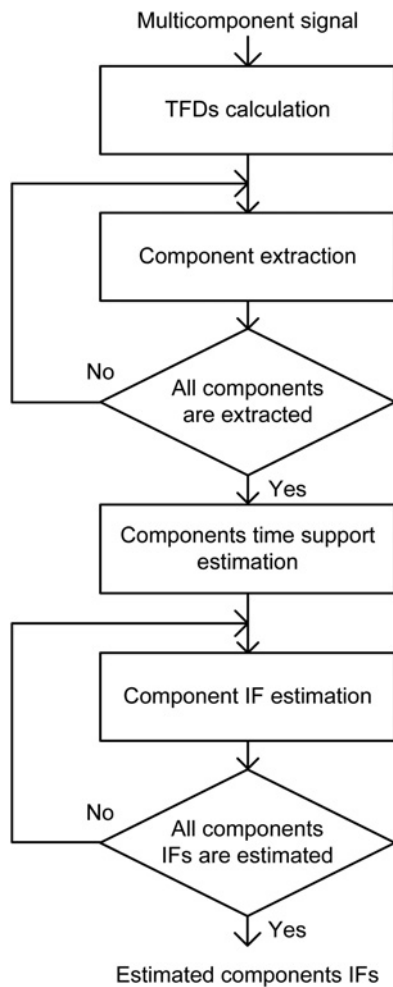 Multicomponent signal
TFDs calculation
Component extraction
No
All components
are extracted
Yes
Components time support
estimation
Component IF estimation
No
All components
IFs are estimated
Yes
Estimated components IFs